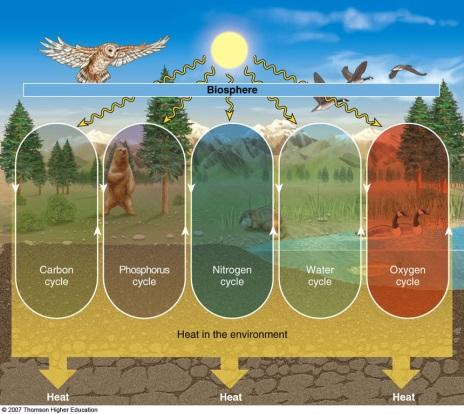 Biosphere
Carbon
cycle
Phosphorus
cycle
Nitrogen
cycle
Water
cycle
Oxygen
cycle
Heat in the environment
Heat
Heat
Heat
© 2007 Thomson Higher Education